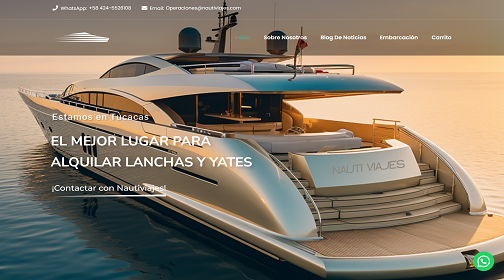 WhatsApp: +58 424-5526108
Email: Operaciones@nautiviajes.com
Inicio
Sobre Nosotros
Blog De Noticias
Embarcación
Carrito
Estamos en Tucacas
EL MEJOR LUGAR PARA
ALQUILAR LANCHAS Y YATES
NAUTI VIAJES
¡Contactar con Nautiviajes!